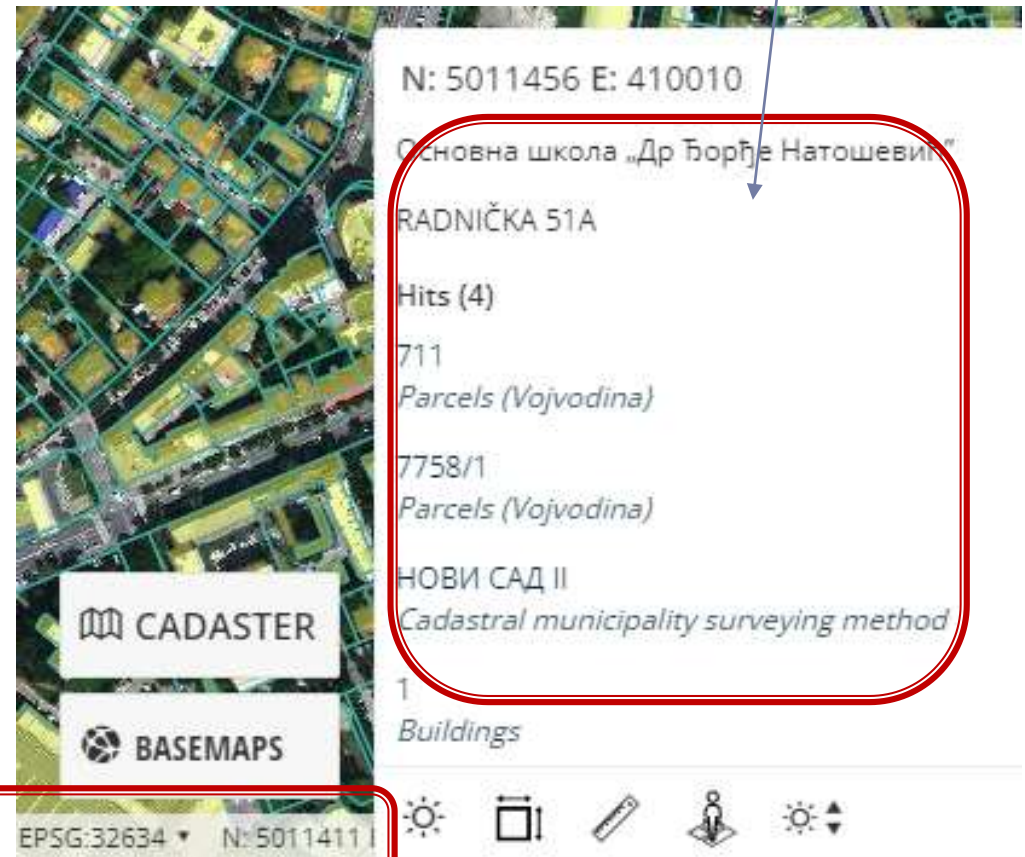 N: 5011456 E: 410010
Основна школа „Др Ђорђе Натошевић”
RADNIČKA 51A
Hits (4)
711
Parcels (Vojvodina)
7758/1
Parcels (Vojvodina)
НОВИ САД II
Cadastral municipality surveying method
1
Buildings
CADASTER
BASEMAPS
EPSG:32634 N: 5011411